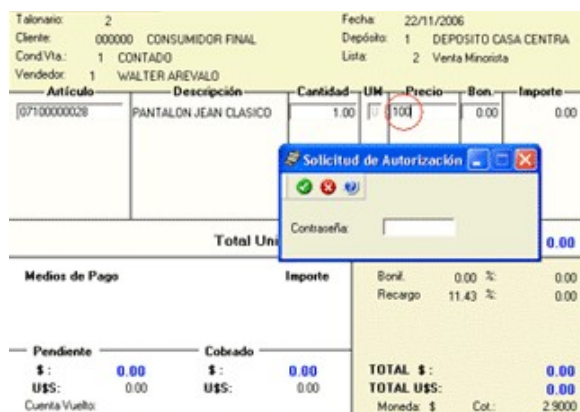 Talonario: 2 Fecha: 22/11/2006
Cliente: 000000 CONSUMIDOR FINAL Depósito: 1 DEPOSITO CASA CENTRA
Cond.Vta.: 1 CONTADO Lista: 2 Venta Minorista
Vendedor: 1 WALTER AREVALO
Artículo Descripción Cantidad UM Precio Bon. Importe
07100000028 PANTALON JEAN CLASICO 1.00 U 100 0.00 0.00
Solicitud de Autorización
Contraseña:
Total Uni 0.00
Medios de Pago Importe Bonif. 0.00 %: 0.00
Recargo 11.43 % 0.00
Pendiente Cobrado
$ : 0.00 $ : 0.00 TOTAL $ : 0.00
U$S: 0.00 U$S: 0.00 TOTAL U$S: 0.00
Cuenta Vuelto: Moneda: $ Cot.: 2.9000